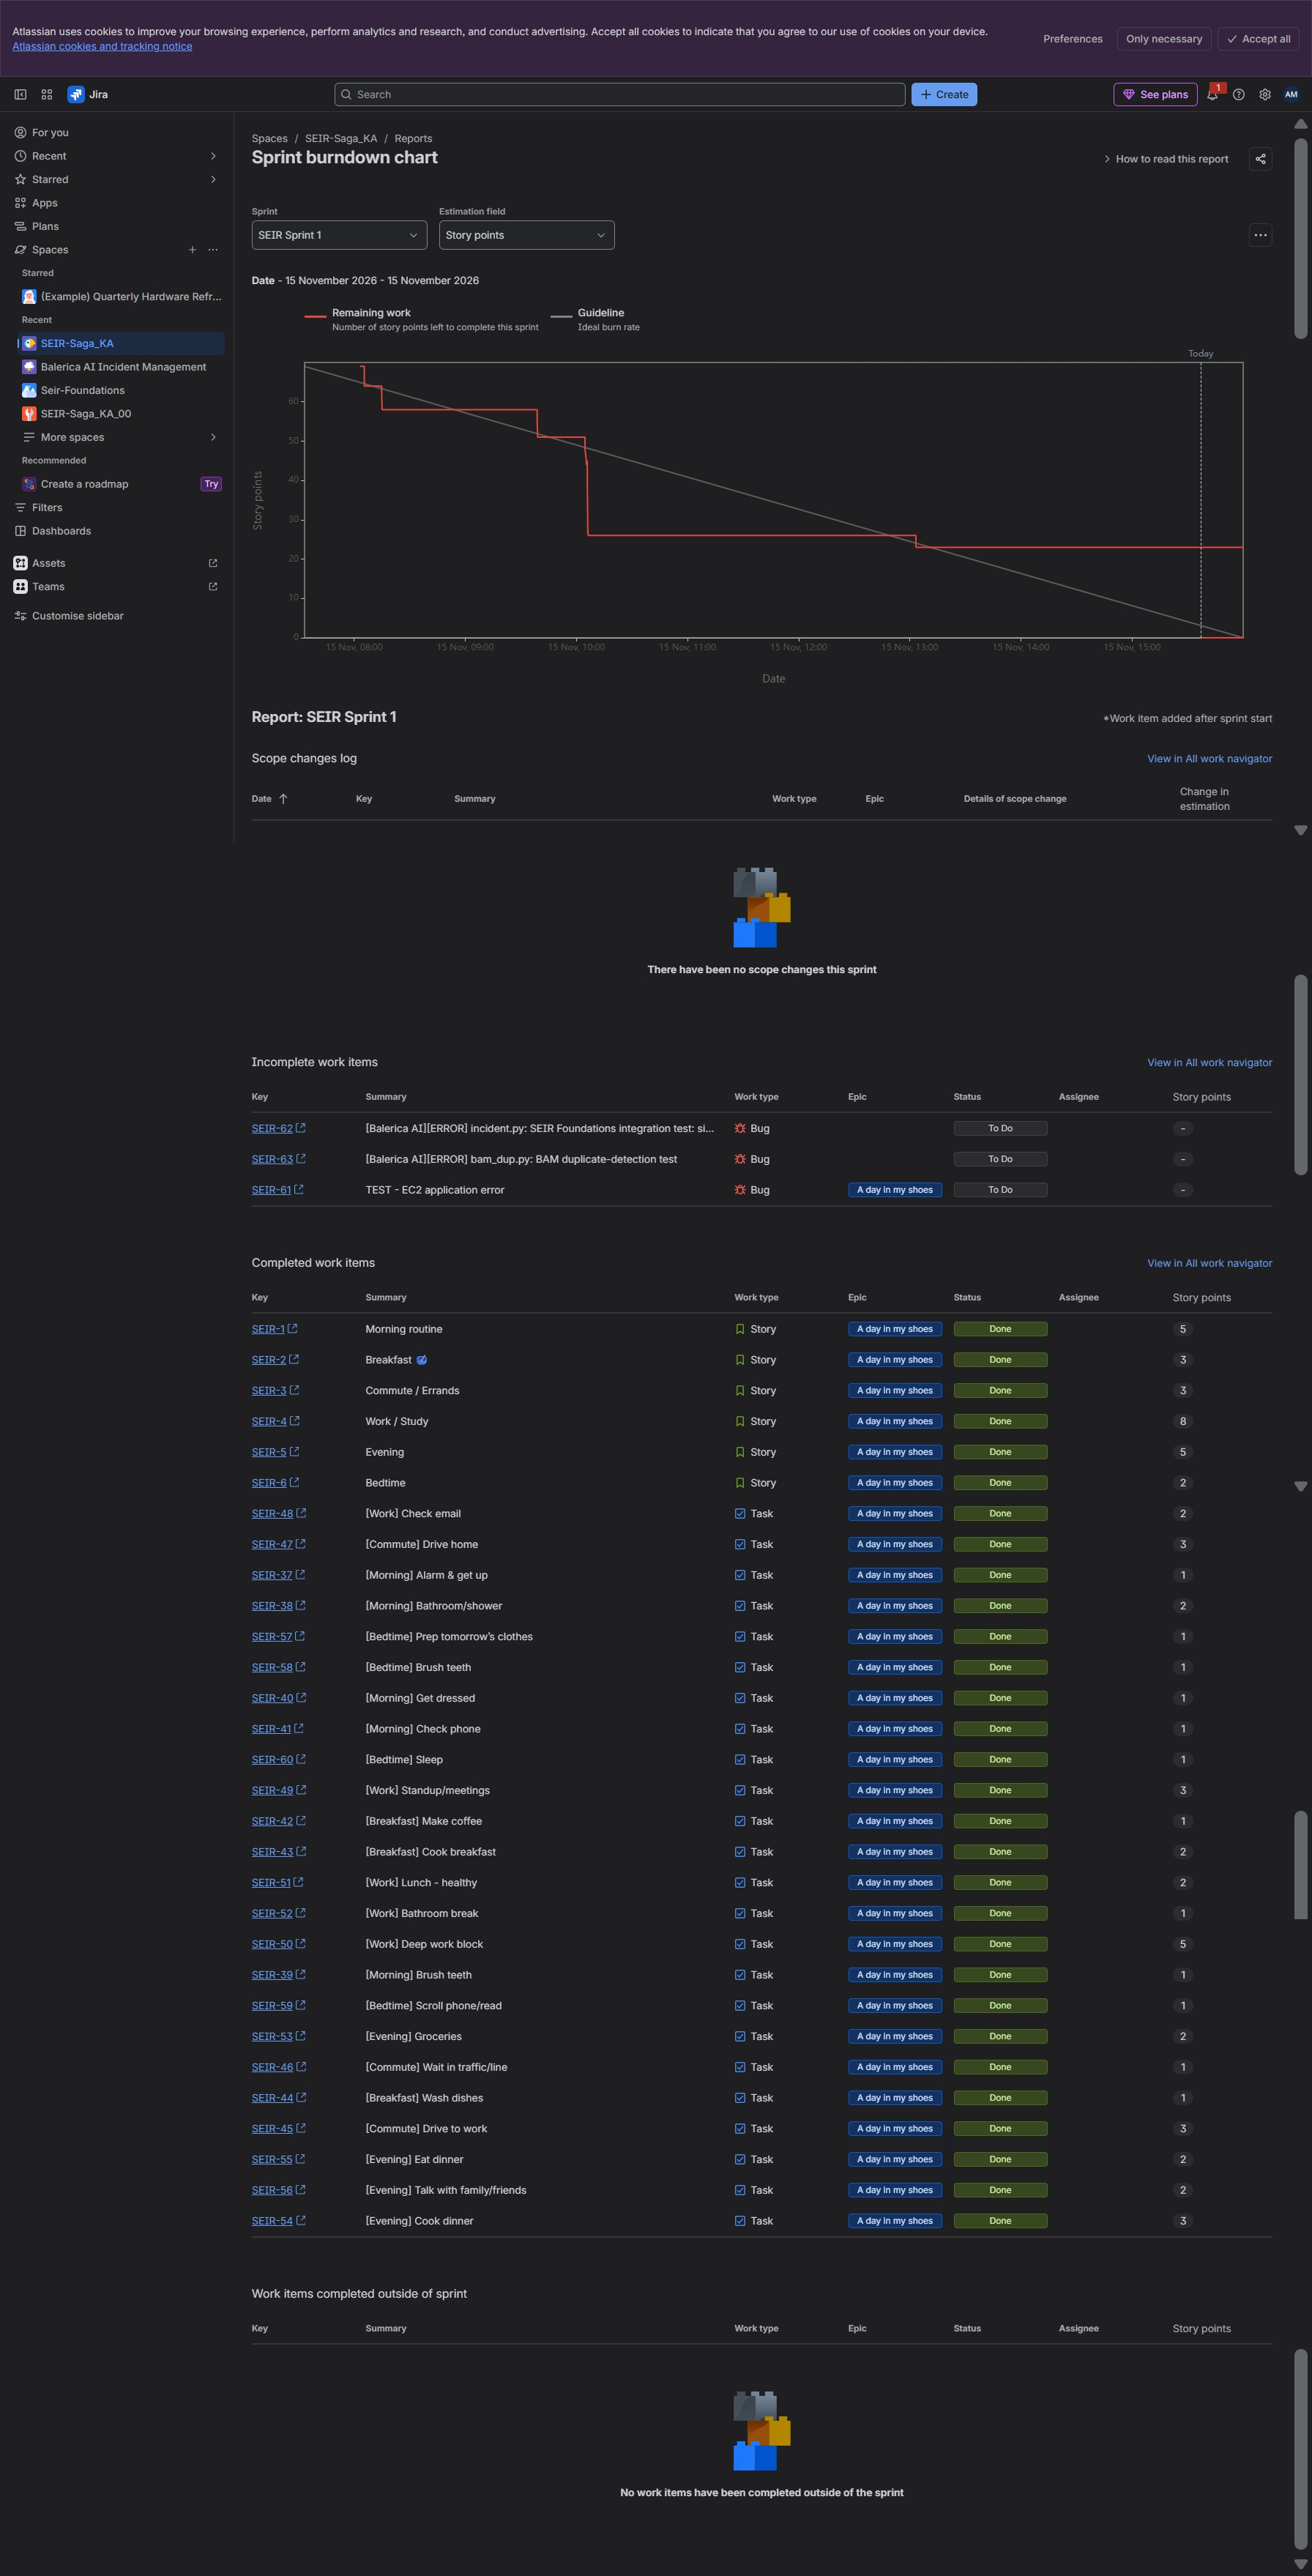 Atlassian uses cookies to improve your browsing experience, perform analytics and research, and conduct advertising. Accept all cookies to indicate that you agree to our use of cookies on your device.
Atlassian cookies and tracking notice
Preferences
Only necessary
Accept all
Jira
Search
Create
See plans
1
AM
For you
Recent
Starred
Apps
Plans
Spaces
Starred
(Example) Quarterly Hardware Refr...
Recent
SEIR-Saga_KA
Balerica AI Incident Management
Seir-Foundations
SEIR-Saga_KA_00
More spaces
Recommended
Create a roadmap Try
Filters
Dashboards
Assets
Teams
Customise sidebar
Spaces / SEIR-Saga_KA / Reports
Sprint burndown chart
How to read this report
Sprint
SEIR Sprint 1
Estimation field
Story points
Date - 15 November 2026 - 15 November 2026
Remaining work
Number of story points left to complete this sprint
Guideline
Ideal burn rate
Today
Story points
60
50
40
30
20
10
0
15 Nov, 08:00 15 Nov, 09:00 15 Nov, 10:00 15 Nov, 11:00 15 Nov, 12:00 15 Nov, 13:00 15 Nov, 14:00 15 Nov, 15:00
Date
Report: SEIR Sprint 1
*Work item added after sprint start
Scope changes log
View in All work navigator
Date Key Summary Work type Epic Details of scope change Change in estimation
There have been no scope changes this sprint
Incomplete work items
View in All work navigator
Key Summary Work type Epic Status Assignee Story points
SEIR-62 [Balerica AI][ERROR] incident.py: SEIR Foundations integration test: si... Bug To Do -
SEIR-63 [Balerica AI][ERROR] bam_dup.py: BAM duplicate-detection test Bug To Do -
SEIR-61 TEST - EC2 application error Bug A day in my shoes To Do -
Completed work items
View in All work navigator
Key Summary Work type Epic Status Assignee Story points
SEIR-1 Morning routine Story A day in my shoes Done 5
SEIR-2 Breakfast Story A day in my shoes Done 3
SEIR-3 Commute / Errands Story A day in my shoes Done 3
SEIR-4 Work / Study Story A day in my shoes Done 8
SEIR-5 Evening Story A day in my shoes Done 5
SEIR-6 Bedtime Story A day in my shoes Done 2
SEIR-48 [Work] Check email Task A day in my shoes Done 2
SEIR-47 [Commute] Drive home Task A day in my shoes Done 3
SEIR-37 [Morning] Alarm & get up Task A day in my shoes Done 1
SEIR-38 [Morning] Bathroom/shower Task A day in my shoes Done 2
SEIR-57 [Bedtime] Prep tomorrow's clothes Task A day in my shoes Done 1
SEIR-58 [Bedtime] Brush teeth Task A day in my shoes Done 1
SEIR-40 [Morning] Get dressed Task A day in my shoes Done 1
SEIR-41 [Morning] Check phone Task A day in my shoes Done 1
SEIR-60 [Bedtime] Sleep Task A day in my shoes Done 1
SEIR-49 [Work] Standup/meetings Task A day in my shoes Done 3
SEIR-42 [Breakfast] Make coffee Task A day in my shoes Done 1
SEIR-43 [Breakfast] Cook breakfast Task A day in my shoes Done 2
SEIR-51 [Work] Lunch - healthy Task A day in my shoes Done 2
SEIR-52 [Work] Bathroom break Task A day in my shoes Done 1
SEIR-50 [Work] Deep work block Task A day in my shoes Done 5
SEIR-39 [Morning] Brush teeth Task A day in my shoes Done 1
SEIR-59 [Bedtime] Scroll phone/read Task A day in my shoes Done 1
SEIR-53 [Evening] Groceries Task A day in my shoes Done 2
SEIR-46 [Commute] Wait in traffic/line Task A day in my shoes Done 1
SEIR-44 [Breakfast] Wash dishes Task A day in my shoes Done 1
SEIR-45 [Commute] Drive to work Task A day in my shoes Done 3
SEIR-55 [Evening] Eat dinner Task A day in my shoes Done 2
SEIR-56 [Evening] Talk with family/friends Task A day in my shoes Done 2
SEIR-54 [Evening] Cook dinner Task A day in my shoes Done 3
Work items completed outside of sprint
Key Summary Work type Epic Status Assignee Story points
No work items have been completed outside of the sprint